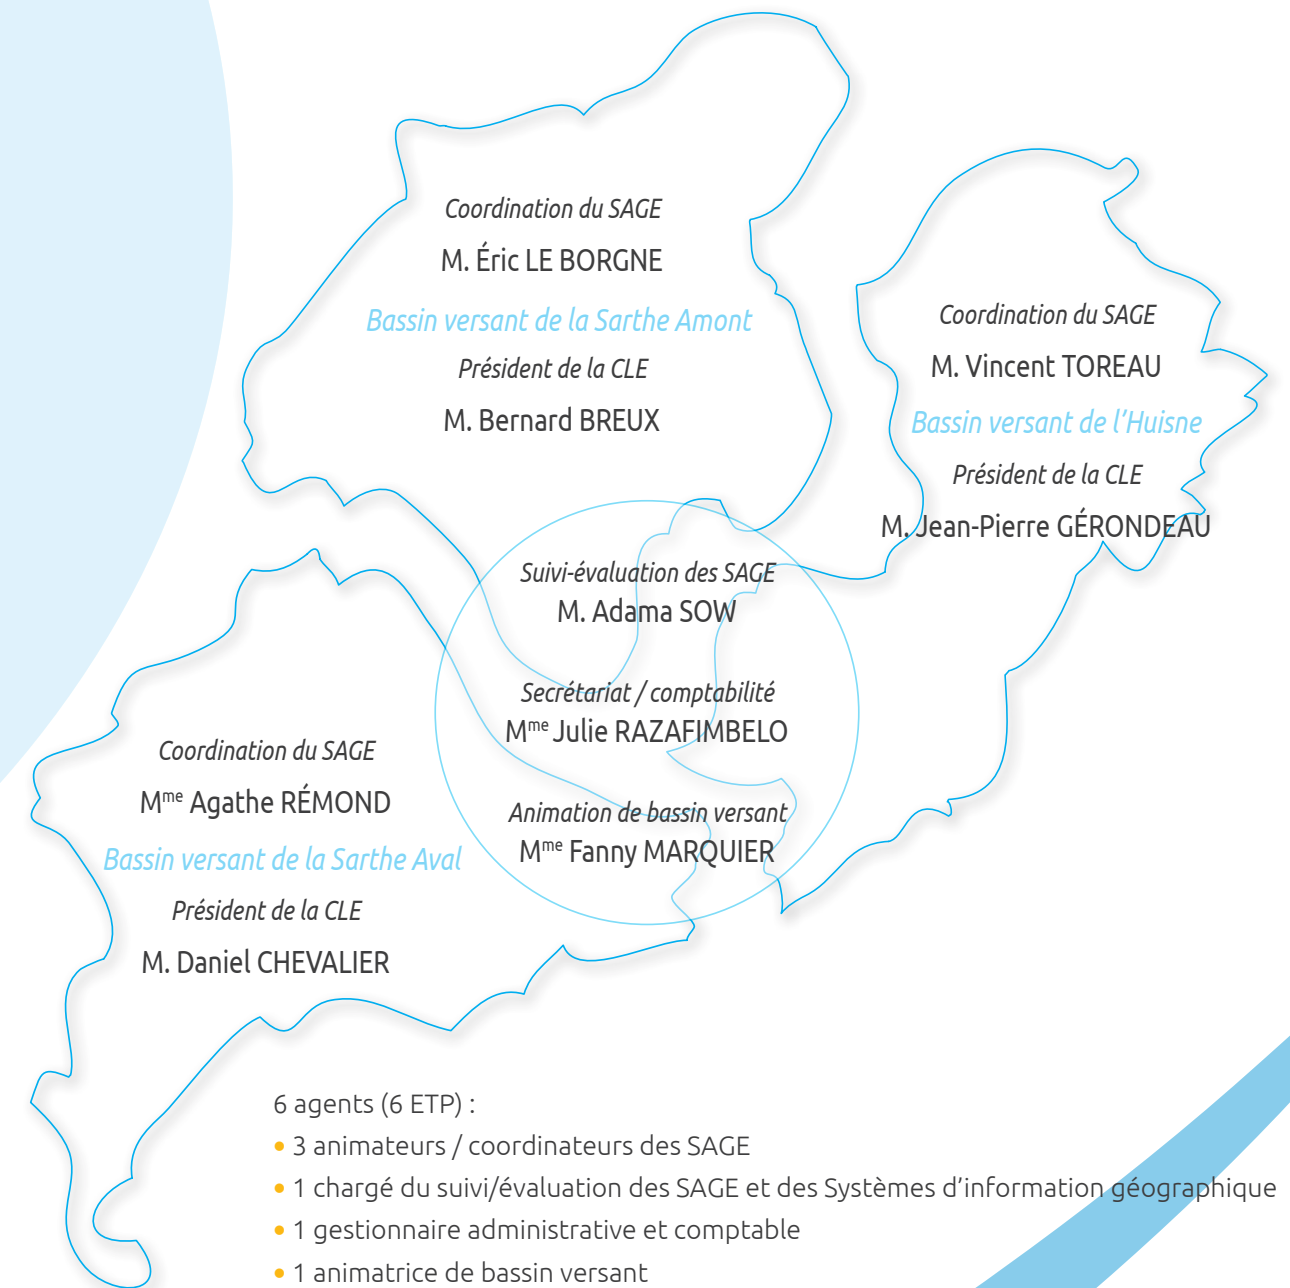 Coordination du SAGE
M. Éric LE BORGNE
Bassin versant de la Sarthe Amont
Président de la CLE
M. Bernard BREUX
Coordination du SAGE
M. Vincent TOREAU
Bassin versant de l'Huisne
Président de la CLE
M. Jean-Pierre GÉRONDEAU
Suivi-évaluation des SAGE
M. Adama SOW
Secrétariat / comptabilité
Mme Julie RAZAFIMBELO
Animation de bassin versant
Mme Fanny MARQUIER
Coordination du SAGE
Mme Agathe RÉMOND
Bassin versant de la Sarthe Aval
Président de la CLE
M. Daniel CHEVALIER
6 agents (6 ETP) :
• 3 animateurs / coordinateurs des SAGE
• 1 chargé du suivi/évaluation des SAGE et des Systèmes d'information géographique
• 1 gestionnaire administrative et comptable
• 1 animatrice de bassin versant